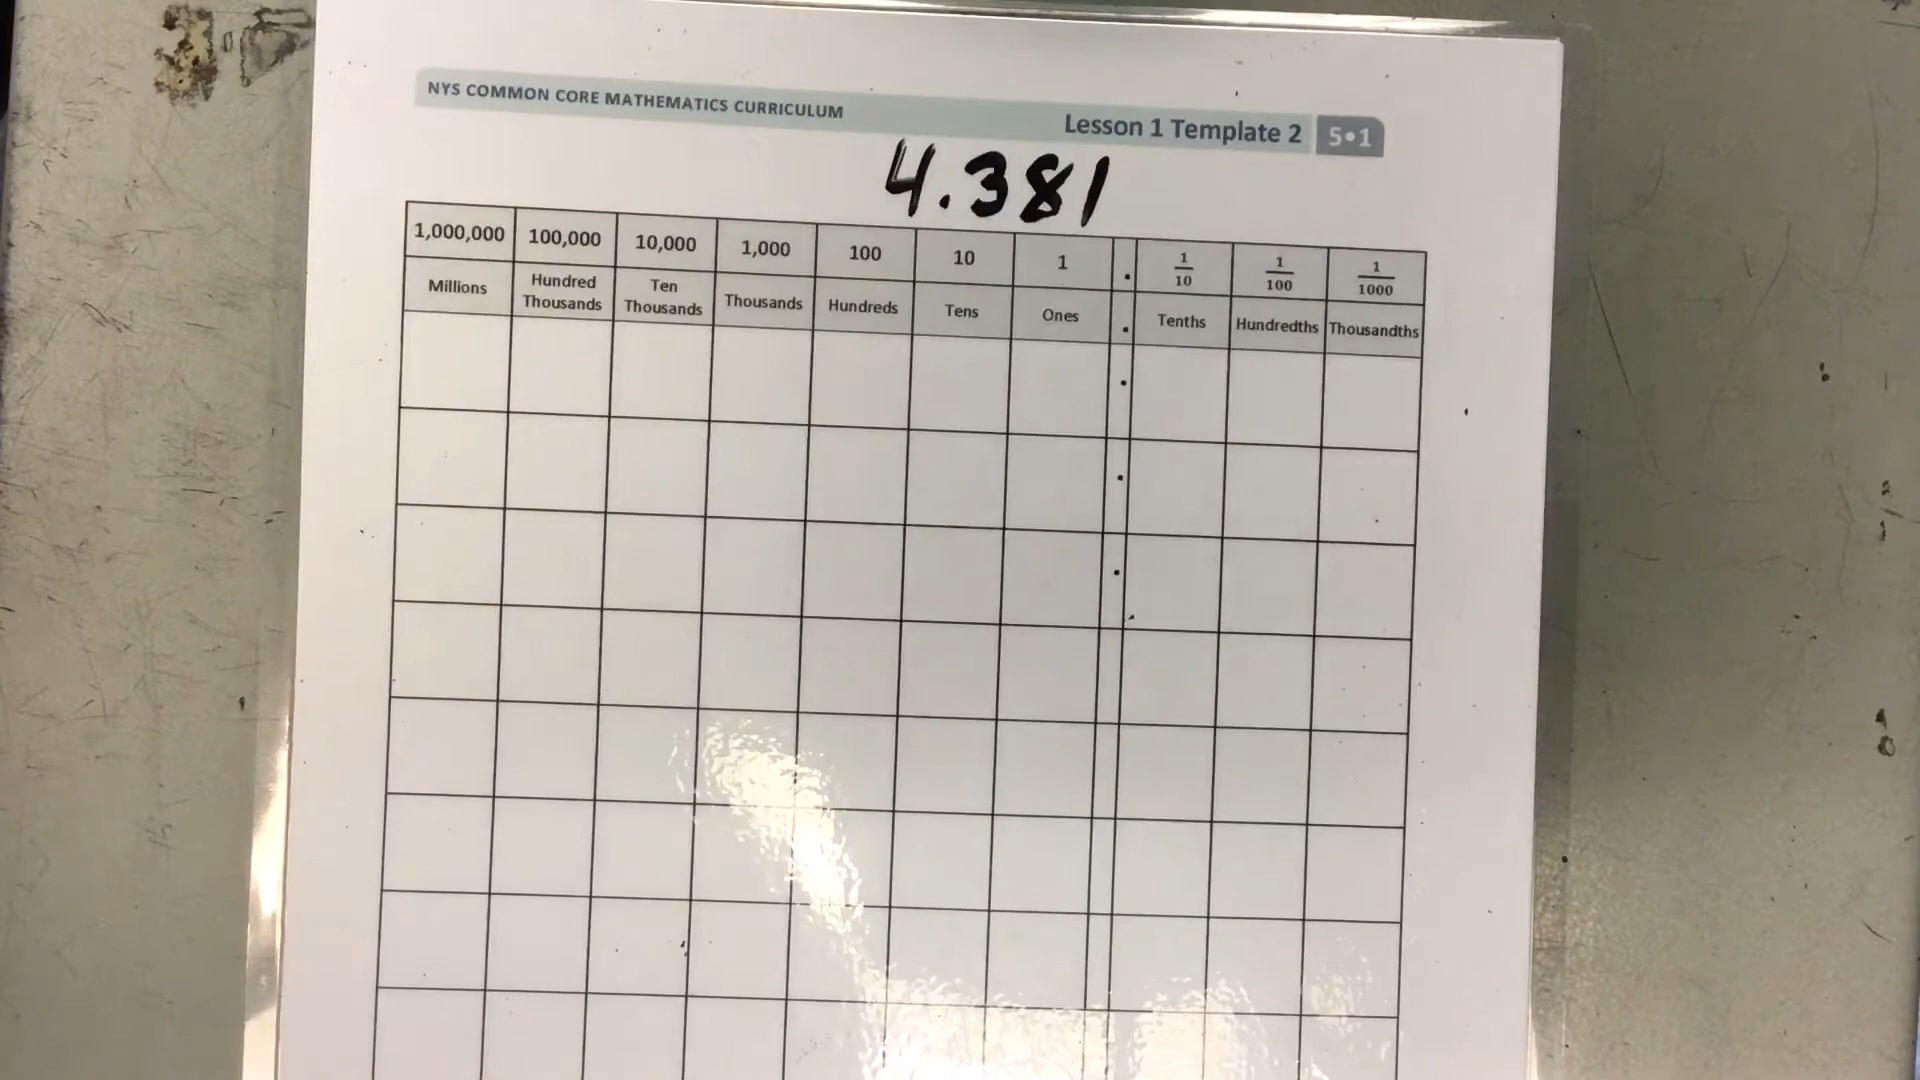 NYS COMMON CORE MATHEMATICS CURRICULUM
Lesson 1 Template 2 5•1
4.381
1,000,000 100,000 10,000 1,000 100 10 1 . 1/10 1/100 1/1000
Millions Hundred Thousands Ten Thousands Thousands Hundreds Tens Ones . Tenths Hundredths Thousandths
.
.
.